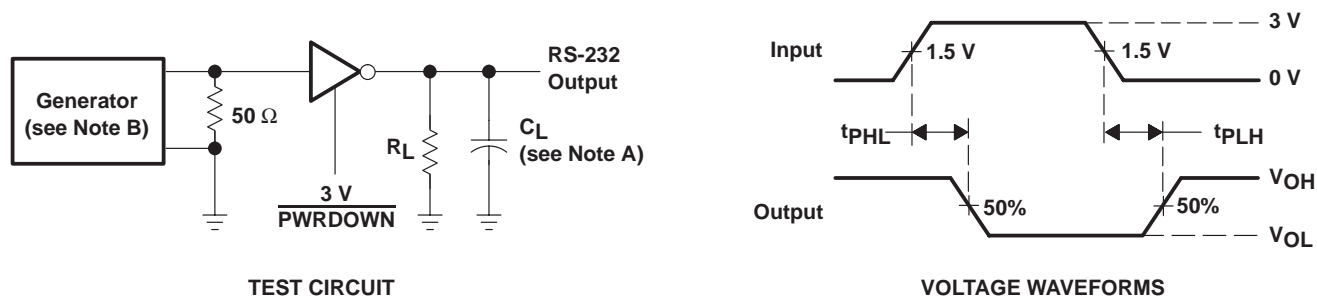 Generator
(see Note B)
50 Ω
3 V
PWRDOWN
RL
CL
(see Note A)
RS-232
Output
TEST CIRCUIT
Input
1.5 V
1.5 V
3 V
0 V
tPHL
tPLH
Output
50%
50%
VOH
VOL
VOLTAGE WAVEFORMS